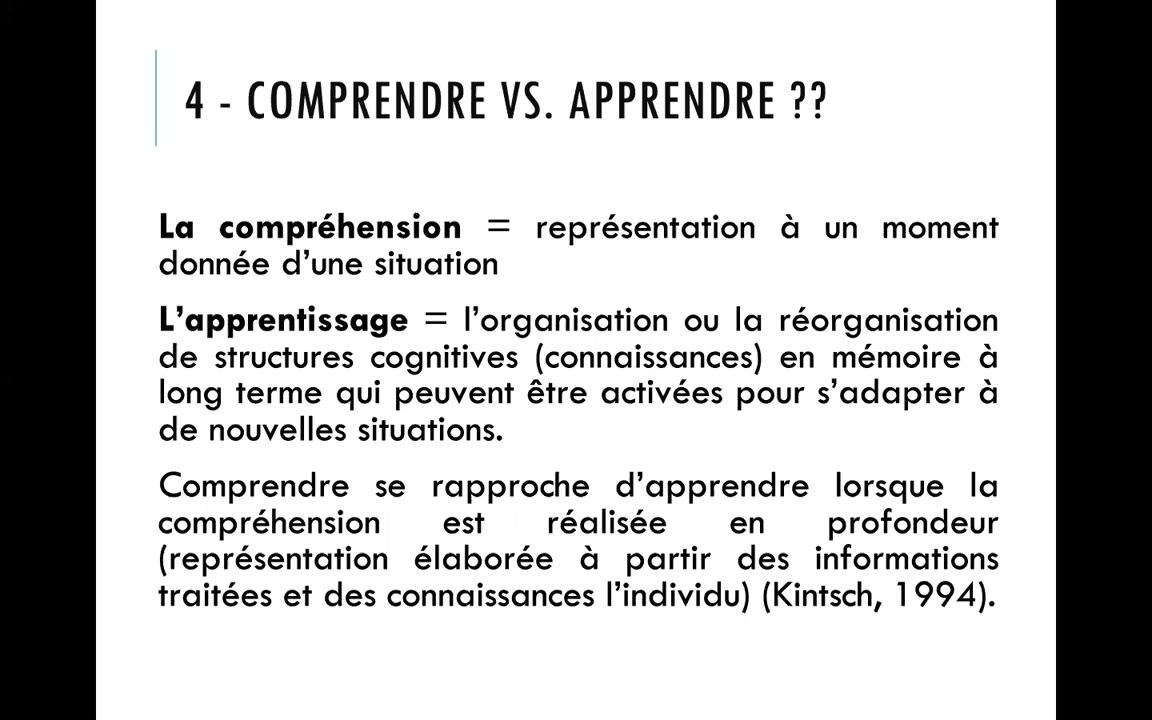 4 - COMPRENDRE VS. APPRENDRE ??
La compréhension = représentation à un moment
donnée d’une situation
L’apprentissage = l’organisation ou la réorganisation
de structures cognitives (connaissances) en mémoire à
long terme qui peuvent être activées pour s’adapter à
de nouvelles situations.
Comprendre se rapproche d’apprendre lorsque la
compréhension est réalisée en profondeur
(représentation élaborée à partir des informations
traitées et des connaissances l’individu) (Kintsch, 1994).